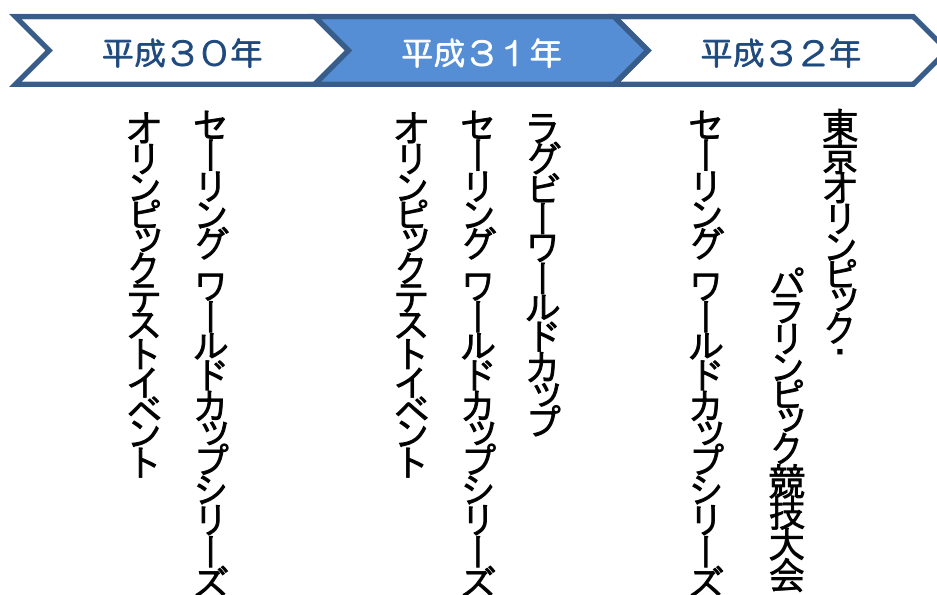 平成３０年
平成３１年
平成３２年
セーリング ワールドカップシリーズ
オリンピックテストイベント
ラグビーワールドカップ
セーリング ワールドカップシリーズ
オリンピックテストイベント
東京オリンピック・
パラリンピック競技大会
セーリング ワールドカップシリーズ